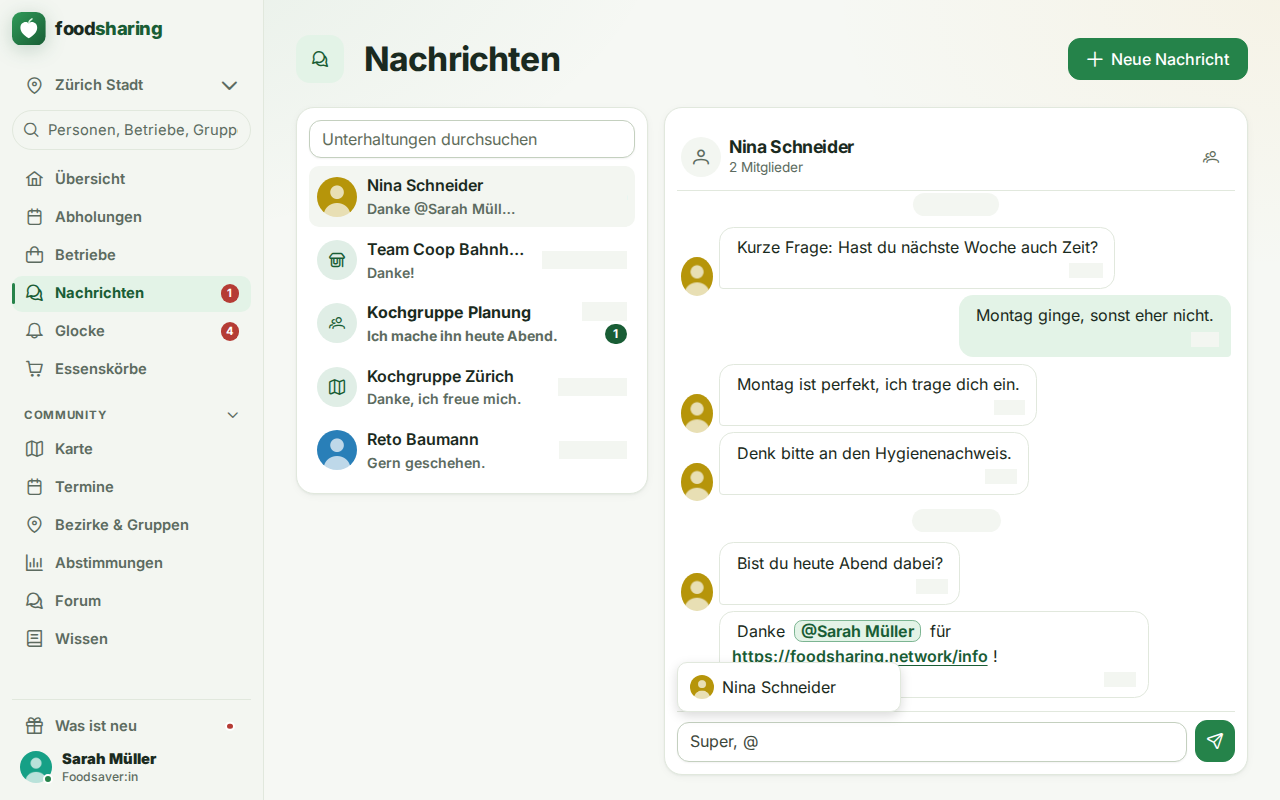 foodsharing
Zürich Stadt
Personen, Betriebe, Grupp
Übersicht
Abholungen
Betriebe
Nachrichten 1
Glocke 4
Essenskörbe
COMMUNITY
Karte
Termine
Bezirke & Gruppen
Abstimmungen
Forum
Wissen
Was ist neu
Sarah Müller
Foodsaver:in
Nachrichten
Neue Nachricht
Unterhaltungen durchsuchen
Nina Schneider
Danke @Sarah Müll...
Team Coop Bahnh...
Danke!
Kochgruppe Planung
Ich mache ihn heute Abend. 1
Kochgruppe Zürich
Danke, ich freue mich.
Reto Baumann
Gern geschehen.
Nina Schneider
2 Mitglieder
Kurze Frage: Hast du nächste Woche auch Zeit?
Montag ginge, sonst eher nicht.
Montag ist perfekt, ich trage dich ein.
Denk bitte an den Hygienenachweis.
Bist du heute Abend dabei?
Danke @Sarah Müller für
https://foodsharing.network/info !
Nina Schneider
Super, @